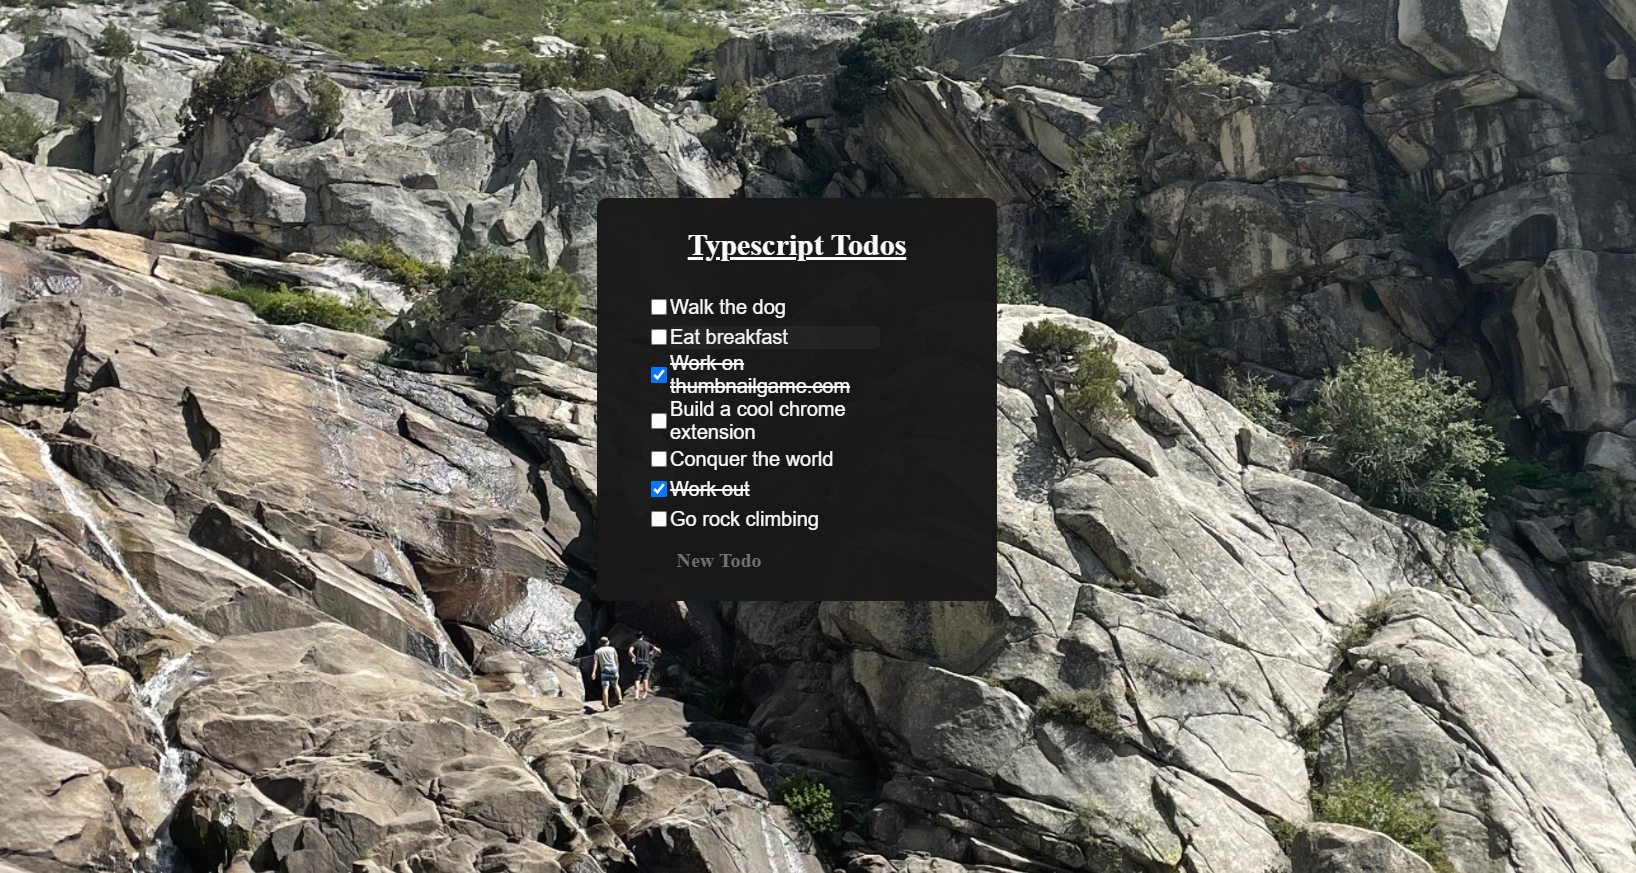 Typescript Todos
Walk the dog
Eat breakfast
Work on
thumbnailgame.com
Build a cool chrome
extension
Conquer the world
Work out
Go rock climbing
New Todo